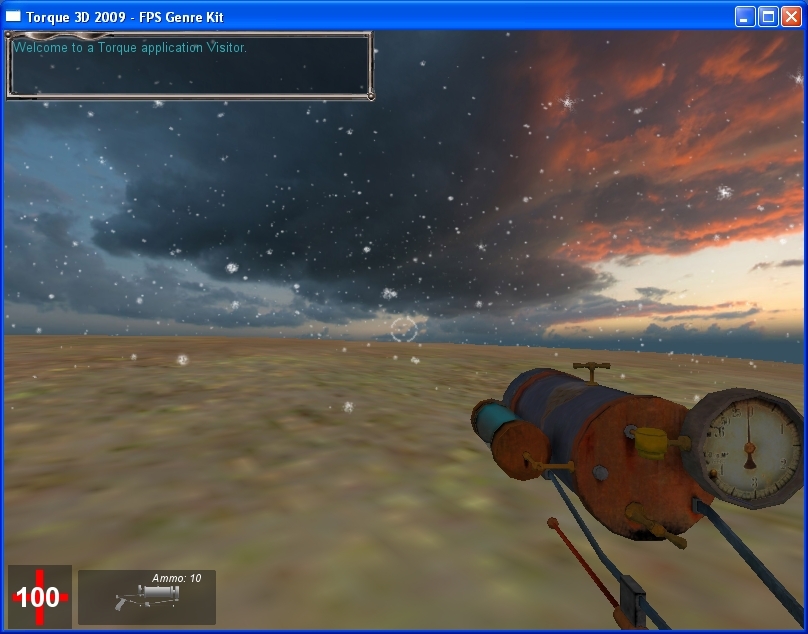 Torque 3D 2009 - FPS Genre Kit
Welcome to a Torque application Visitor.
Ammo: 10
100